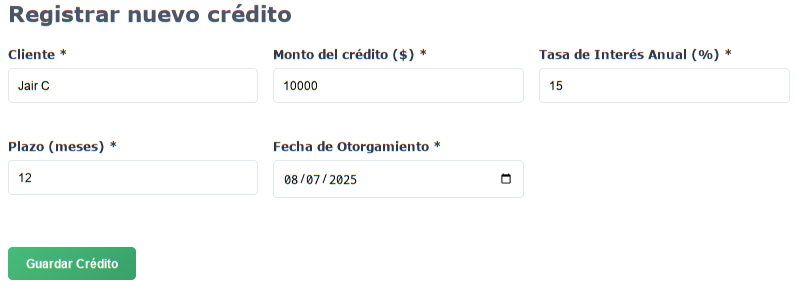 Registrar nuevo crédito
Cliente * Monto del crédito ($) * Tasa de Interés Anual (%) *
Jair C 10000 15
Plazo (meses) * Fecha de Otorgamiento *
12 08/07/2025
Guardar Crédito